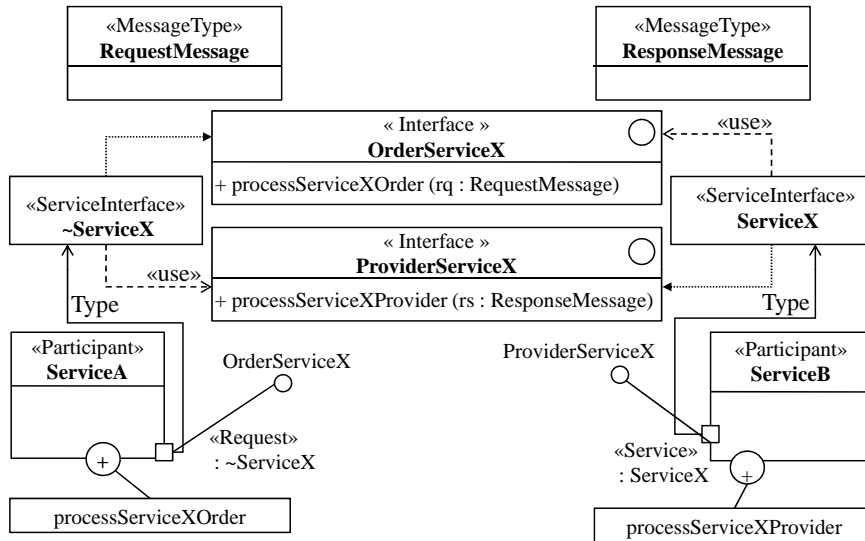 «MessageType»
RequestMessage
«MessageType»
ResponseMessage
« Interface »
OrderServiceX
+ processServiceXOrder (rq : RequestMessage)
«use»
«ServiceInterface»
~ServiceX
«ServiceInterface»
ServiceX
« Interface »
ProviderServiceX
+ processServiceXProvider (rs : ResponseMessage)
«use»
Type
Type
«Participant»
ServiceA
OrderServiceX
ProviderServiceX
«Participant»
ServiceB
«Request»
: ~ServiceX
«Service»
: ServiceX
+
+
processServiceXOrder
processServiceXProvider